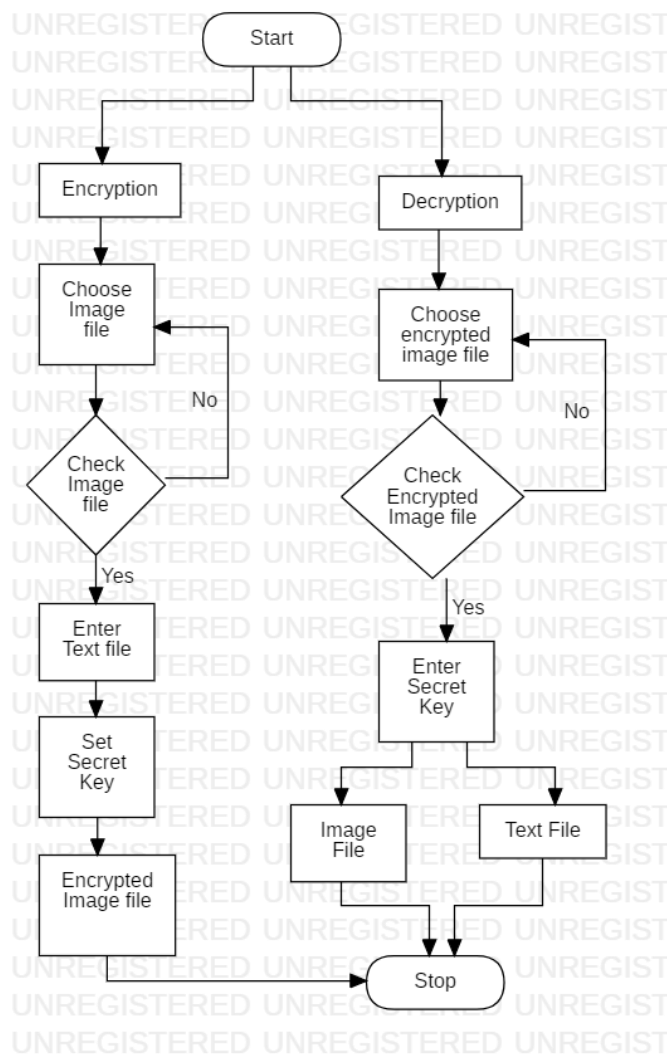 Start
Encryption
Choose
Image
file
No
Check
Image
file
Yes
Enter
Text file
Set
Secret
Key
Encrypted
Image file
Decryption
Choose
encrypted
image file
No
Check
Encrypted
Image file
Yes
Enter
Secret
Key
Image
File
Text File
Stop
UNREGISTERED